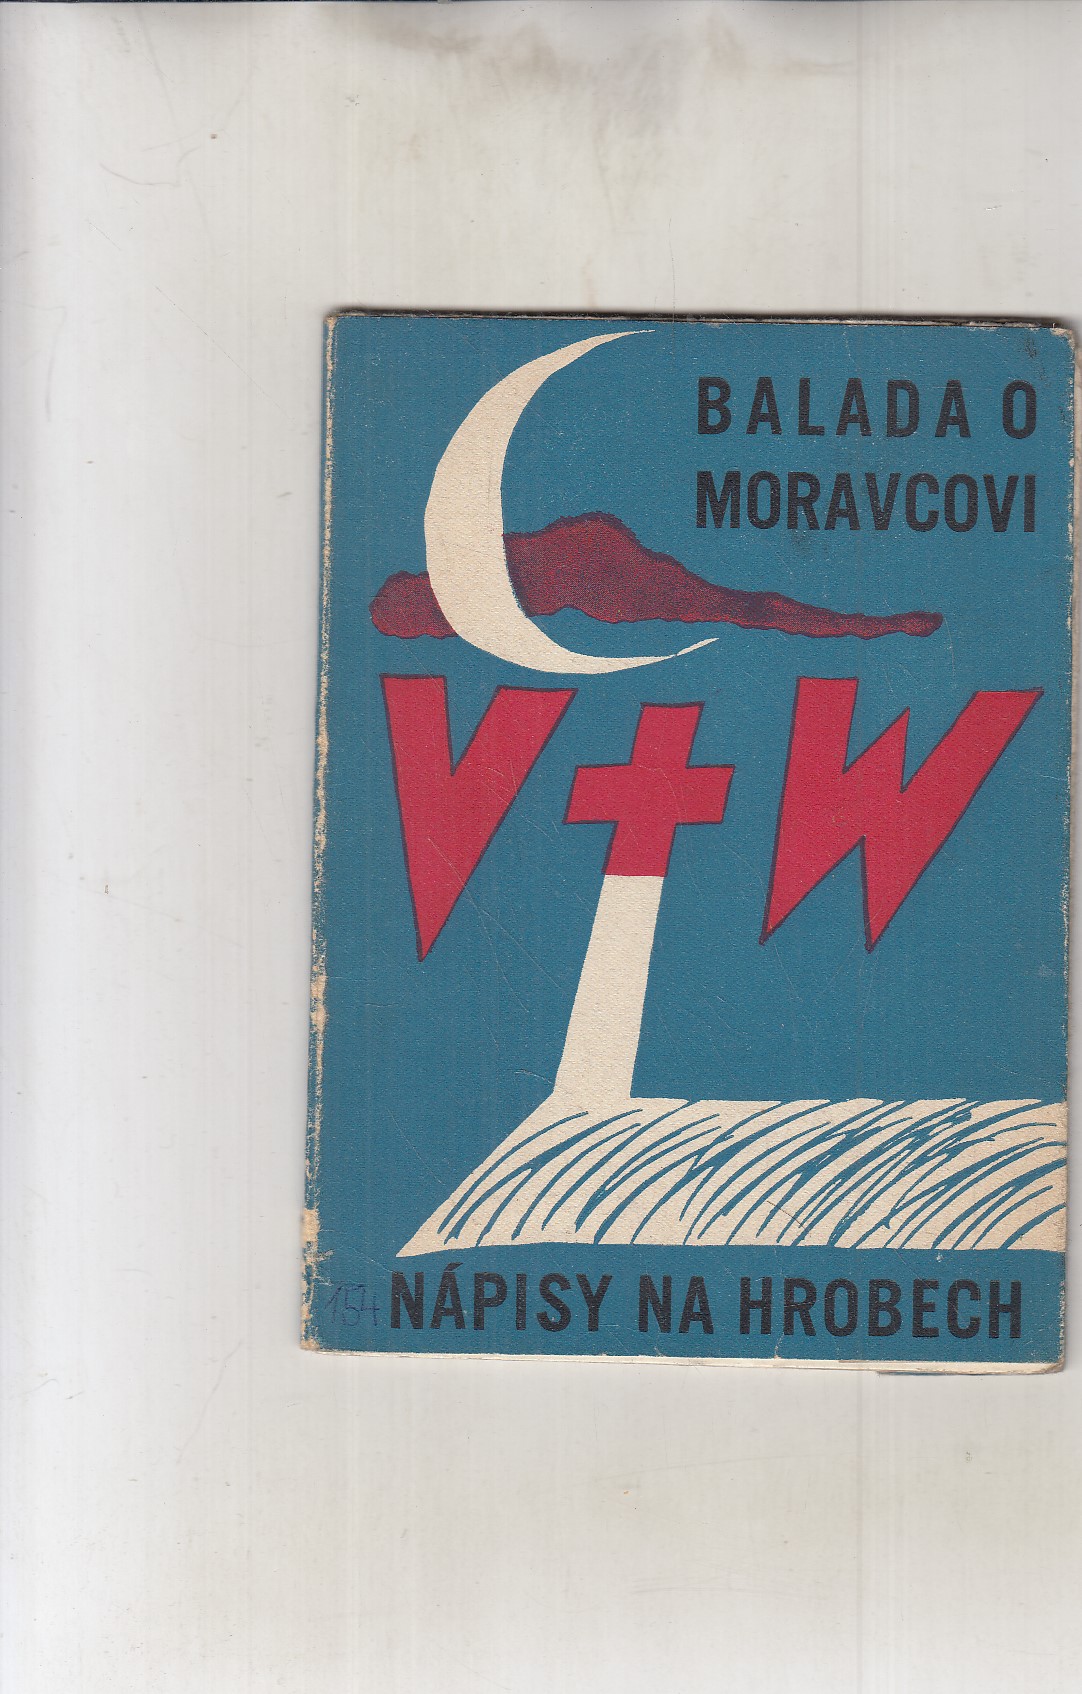 BALADA O
MORAVCOVI
V+W
154 NÁPISY NA HROBECH